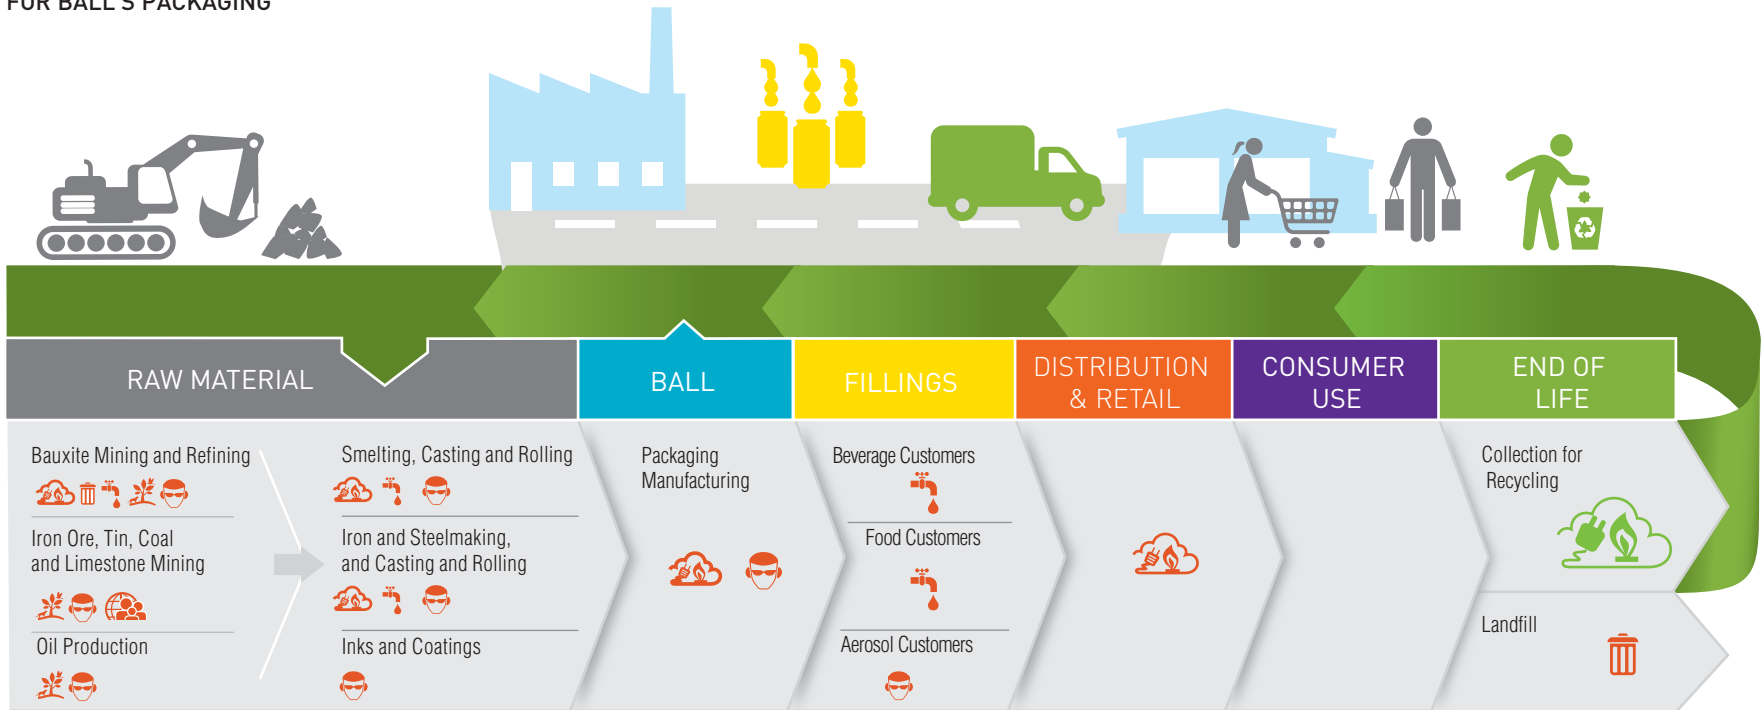 FOR BALL'S PACKAGING
RAW MATERIAL
BALL
FILLINGS
DISTRIBUTION
& RETAIL
CONSUMER
USE
END OF
LIFE
Bauxite Mining and Refining
Iron Ore, Tin, Coal
and Limestone Mining
Oil Production
Smelting, Casting and Rolling
Iron and Steelmaking,
and Casting and Rolling
Inks and Coatings
Packaging
Manufacturing
Beverage Customers
Food Customers
Aerosol Customers
Collection for
Recycling
Landfill